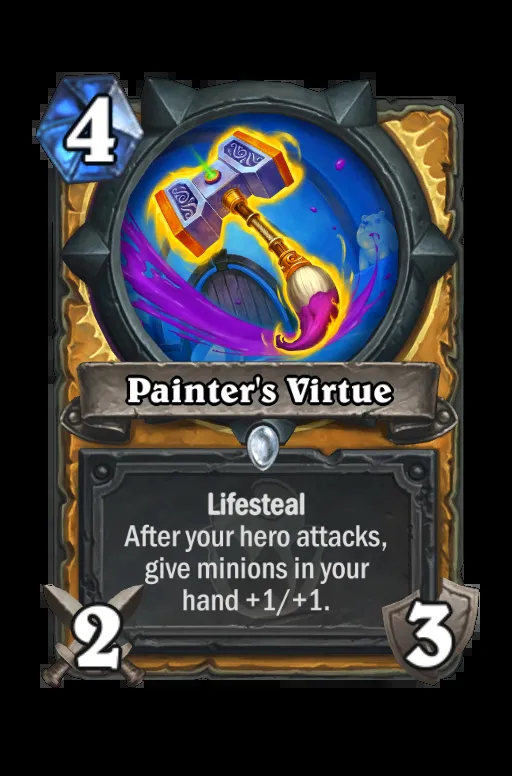 4
Painter's Virtue
Lifesteal
After your hero attacks,
give minions in your
hand +1/+1.
2
3